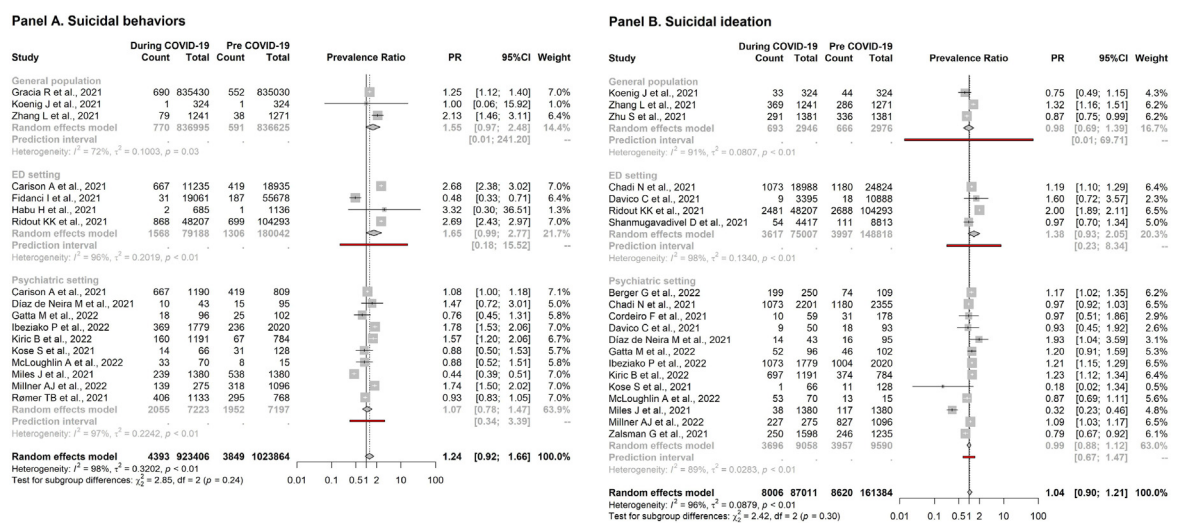 Panel A. Suicidal behaviors
During COVID-19 Pre COVID-19
Study Count Total Count Total Prevalence Ratio PR 95%CI Weight
General population
Gracia R et al., 2021 690 835430 552 835030 1.25 [1.12; 1.40] 7.0%
Koenig J et al., 2021 1 324 1 324 1.00 [0.06; 15.92] 1.0%
Zhang L et al., 2021 79 1241 38 1271 2.13 [1.46; 3.11] 6.4%
Random effects model 770 836995 591 836625 1.55 [0.97; 2.48] 14.4%
Prediction interval . . . . [0.01; 241.20] --
Heterogeneity: I² = 72%, τ² = 0.1003, p = 0.03
ED setting
Carison A et al., 2021 667 11235 419 18935 2.68 [2.38; 3.02] 7.0%
Fidanci I et al., 2021 31 19061 187 55678 0.48 [0.33; 0.71] 6.4%
Habu H et al., 2021 2 685 1 1136 3.32 [0.30; 36.51] 1.3%
Ridout KK et al., 2021 868 48207 699 104293 2.69 [2.43; 2.97] 7.0%
Random effects model 1568 79188 1306 180042 1.65 [0.99; 2.77] 21.7%
Prediction interval . . . . [0.18; 15.52] --
Heterogeneity: I² = 96%, τ² = 0.2019, p < 0.01
Psychiatric setting
Carison A et al., 2021 667 1190 419 809 1.08 [1.00; 1.18] 7.0%
Díaz de Neira M et al., 2021 10 43 15 95 1.47 [0.72; 3.01] 5.1%
Gatta M et al., 2022 18 96 25 102 0.76 [0.45; 1.31] 5.8%
Ibeziako P et al., 2022 369 1779 236 2020 1.78 [1.53; 2.06] 7.0%
Kiric B et al., 2022 160 1191 67 784 1.57 [1.20; 2.06] 6.7%
Kose S et al., 2021 14 66 31 128 0.88 [0.50; 1.53] 5.7%
McLoughlin A et al., 2022 33 70 8 15 0.88 [0.52; 1.51] 5.8%
Miles J et al., 2021 239 1380 538 1380 0.44 [0.39; 0.51] 7.0%
Millner AJ et al., 2022 139 275 318 1096 1.74 [1.50; 2.02] 7.0%
Rømer TB et al., 2021 406 1133 295 768 0.93 [0.83; 1.05] 7.0%
Random effects model 2055 7223 1952 7197 1.07 [0.78; 1.47] 63.9%
Prediction interval . . . . [0.34; 3.39] --
Heterogeneity: I² = 97%, τ² = 0.2242, p < 0.01
Random effects model 4393 923406 3849 1023864 1.24 [0.92; 1.66] 100.0%
Heterogeneity: I² = 98%, τ² = 0.3202, p < 0.01
Test for subgroup differences: χ²₂ = 2.85, df = 2 (p = 0.24)
0.01 0.1 0.51 2 10 100
Panel B. Suicidal ideation
During COVID-19 Pre COVID-19
Study Count Total Count Total Prevalence Ratio PR 95%CI Weight
General population
Koenig J et al., 2021 33 324 44 324 0.75 [0.49; 1.15] 4.3%
Zhang L et al., 2021 369 1241 286 1271 1.32 [1.16; 1.51] 6.2%
Zhu S et al., 2021 291 1381 336 1381 0.87 [0.75; 0.99] 6.2%
Random effects model 693 2946 666 2976 0.98 [0.69; 1.39] 16.7%
Prediction interval . . . . [0.01; 69.71] --
Heterogeneity: I² = 91%, τ² = 0.0807, p < 0.01
ED setting
Chadi N et al., 2021 1073 18988 1180 24824 1.19 [1.10; 1.29] 6.4%
Davico C et al., 2021 9 3395 18 10888 1.60 [0.72; 3.57] 2.4%
Ridout KK et al., 2021 2481 48207 2688 104293 2.00 [1.89; 2.11] 6.5%
Shanmugavadivel D et al., 2021 54 4417 111 8813 0.97 [0.70; 1.34] 5.0%
Random effects model 3617 75007 3997 148818 1.38 [0.93; 2.05] 20.3%
Prediction interval . . . . [0.23; 8.34] --
Heterogeneity: I² = 98%, τ² = 0.1340, p < 0.01
Psychiatric setting
Berger G et al., 2022 199 250 74 109 1.17 [1.02; 1.35] 6.2%
Chadi N et al., 2021 1073 2201 1180 2355 0.97 [0.92; 1.03] 6.5%
Cordeiro F et al., 2021 10 59 31 178 0.97 [0.51; 1.86] 3.0%
Davico C et al., 2021 9 50 18 93 0.93 [0.45; 1.92] 2.7%
Díaz de Neira M et al., 2021 14 43 16 95 1.93 [1.04; 3.59] 3.1%
Gatta M et al., 2022 52 96 46 102 1.20 [0.91; 1.59] 5.3%
Ibeziako P et al., 2022 1073 1779 1004 2020 1.21 [1.15; 1.29] 6.5%
Kiric B et al., 2022 697 1191 374 784 1.23 [1.12; 1.34] 6.4%
Kose S et al., 2021 1 66 11 128 0.18 [0.02; 1.34] 0.5%
McLoughlin A et al., 2022 53 70 13 15 0.87 [0.69; 1.11] 5.6%
Miles J et al., 2021 38 1380 117 1380 0.32 [0.23; 0.46] 4.8%
Millner AJ et al., 2022 227 275 827 1096 1.09 [1.03; 1.17] 6.5%
Zalsman G et al., 2021 250 1598 246 1235 0.79 [0.67; 0.92] 6.1%
Random effects model 3696 9058 3957 9590 0.99 [0.88; 1.12] 63.0%
Prediction interval . . . . [0.67; 1.47] --
Heterogeneity: I² = 89%, τ² = 0.0283, p < 0.01
Random effects model 8006 87011 8620 161384 1.04 [0.90; 1.21] 100.0%
Heterogeneity: I² = 96%, τ² = 0.0879, p < 0.01
Test for subgroup differences: χ²₂ = 2.42, df = 2 (p = 0.30)
0.01 0.1 0.51 2 10 100